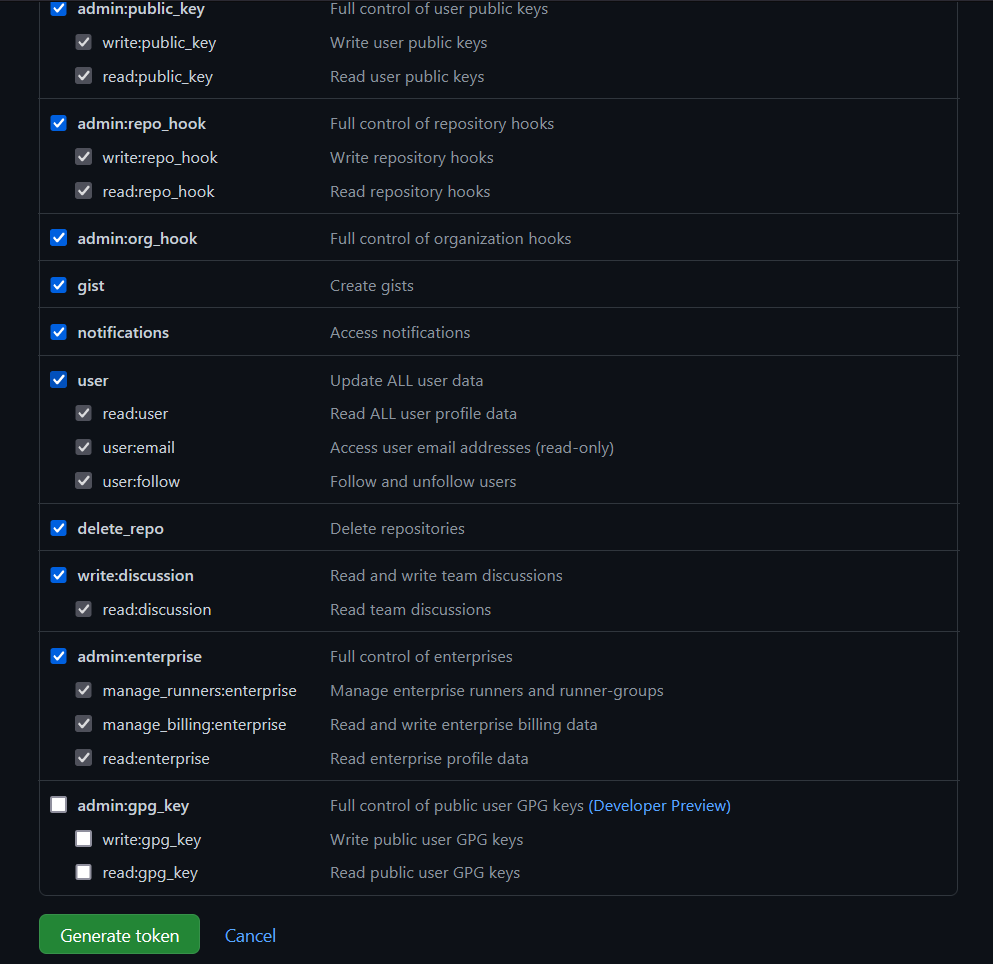 admin:public_key Full control of user public keys
write:public_key Write user public keys
read:public_key Read user public keys
admin:repo_hook Full control of repository hooks
write:repo_hook Write repository hooks
read:repo_hook Read repository hooks
admin:org_hook Full control of organization hooks
gist Create gists
notifications Access notifications
user Update ALL user data
read:user Read ALL user profile data
user:email Access user email addresses (read-only)
user:follow Follow and unfollow users
delete_repo Delete repositories
write:discussion Read and write team discussions
read:discussion Read team discussions
admin:enterprise Full control of enterprises
manage_runners:enterprise Manage enterprise runners and runner-groups
manage_billing:enterprise Read and write enterprise billing data
read:enterprise Read enterprise profile data
admin:gpg_key Full control of public user GPG keys (Developer Preview)
write:gpg_key Write public user GPG keys
read:gpg_key Read public user GPG keys
Generate token Cancel